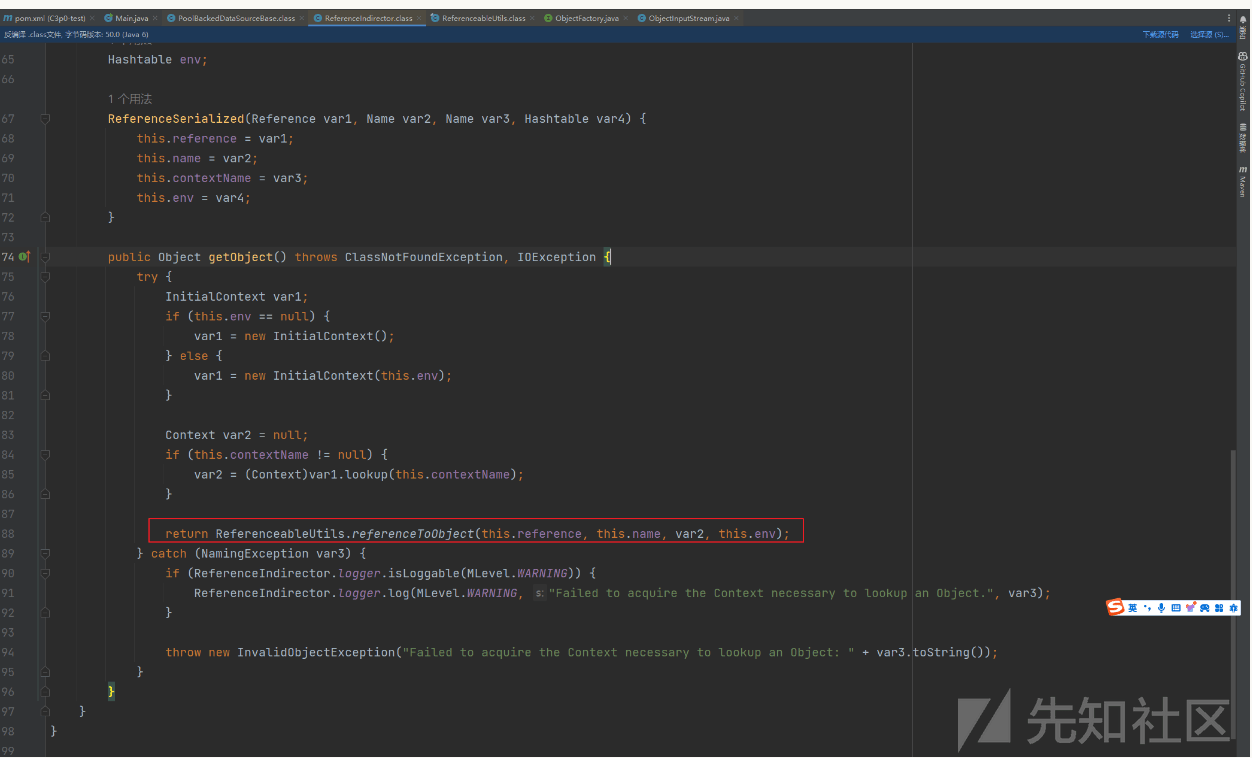 pom.xml (C3p0-test) Main.java PoolBackedDataSourceBase.class ReferenceIndirector.class ReferenceableUtils.class ObjectFactory.java ObjectInputStream.java
反编译 .class文件, 字节码版本: 50.0 (Java 6) 下载源代码 选择源 (S)...
65 Hashtable env;
66
1 个用法
67 ReferenceSerialized(Reference var1, Name var2, Name var3, Hashtable var4) {
68 this.reference = var1;
69 this.name = var2;
70 this.contextName = var3;
71 this.env = var4;
72 }
73
74 public Object getObject() throws ClassNotFoundException, IOException {
75 try {
76 InitialContext var1;
77 if (this.env == null) {
78 var1 = new InitialContext();
79 } else {
80 var1 = new InitialContext(this.env);
81 }
82
83 Context var2 = null;
84 if (this.contextName != null) {
85 var2 = (Context)var1.lookup(this.contextName);
86 }
87
88 return ReferenceableUtils.referenceToObject(this.reference, this.name, var2, this.env);
89 } catch (NamingException var3) {
90 if (ReferenceIndirector.logger.isLoggable(MLevel.WARNING)) {
91 ReferenceIndirector.logger.log(MLevel.WARNING, s: "Failed to acquire the Context necessary to lookup an Object.", var3);
92 }
93
94 throw new InvalidObjectException("Failed to acquire the Context necessary to lookup an Object: " + var3.toString());
95 }
96 }
97 }
98 }
99
通知
GitHub Copilot
数据库
Maven
英
先知社区